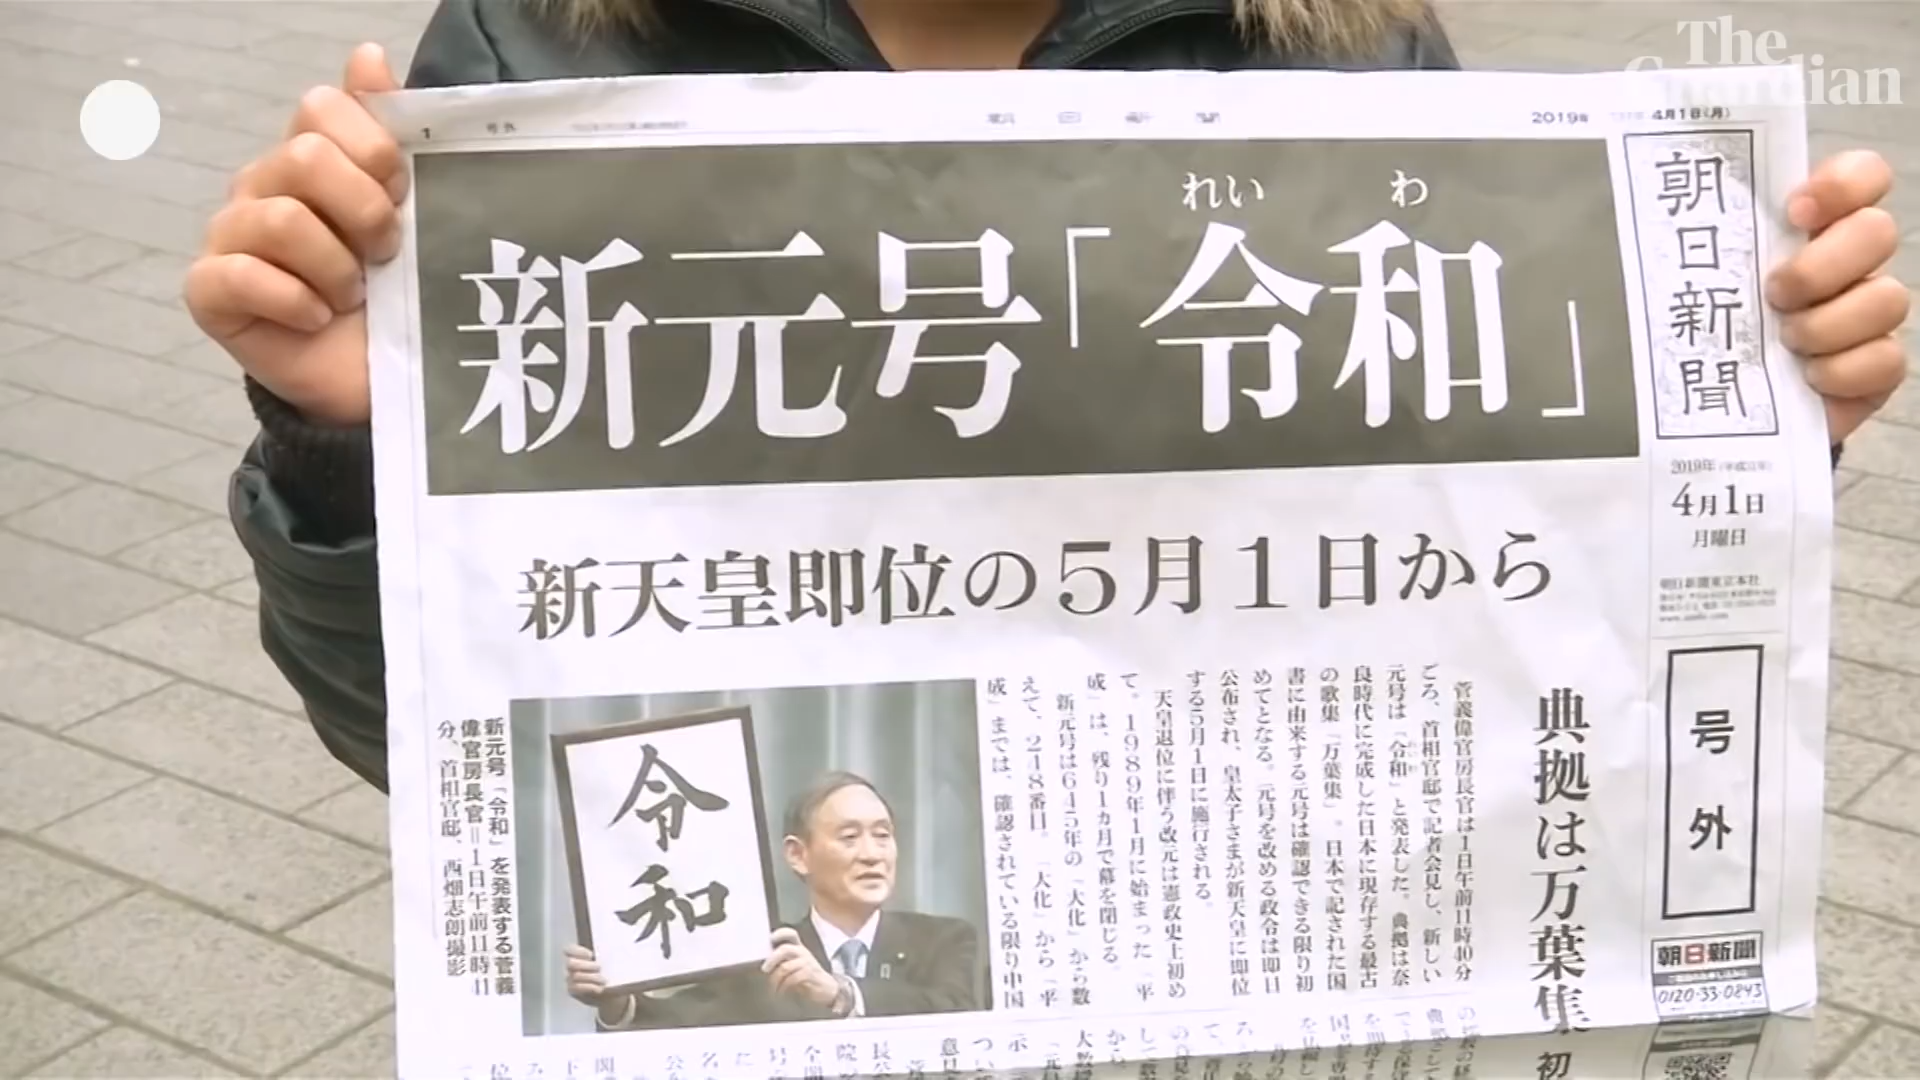 The
Guardian
1
号外
朝日新聞
2019年
4月1日(月)
れいわ
新元号「令和」
新天皇即位の5月1日から
朝日新聞
2019年
4月1日
月曜日
朝日新聞東京本社
号外
朝日新聞
0120-33-0843
典拠は万葉集 初
菅義偉官房長官は1日午前11時40分
ごろ、首相官邸で記者会見し、新しい
元号は「令和」と発表した。典拠は奈
良時代に完成した日本に現存する最古
の歌集「万葉集」。日本で記された国
書に由来する元号は確認できる限り初
めてとなる。元号を改める政令は即日
公布され、皇太子さまが新天皇に即位
する5月1日に施行される。
天皇退位に伴う改元は憲政史上初め
て。1989年1月に始まった「平
成」は、残り1カ月で幕を閉じる。
新元号は645年の「大化」から数
えて、248番目。「大化」から「平
成」までは、確認されている限り中国
令和
新元号「令和」を発表する菅義
偉官房長官=1日午前11時41
分、首相官邸、西畑志朗撮影